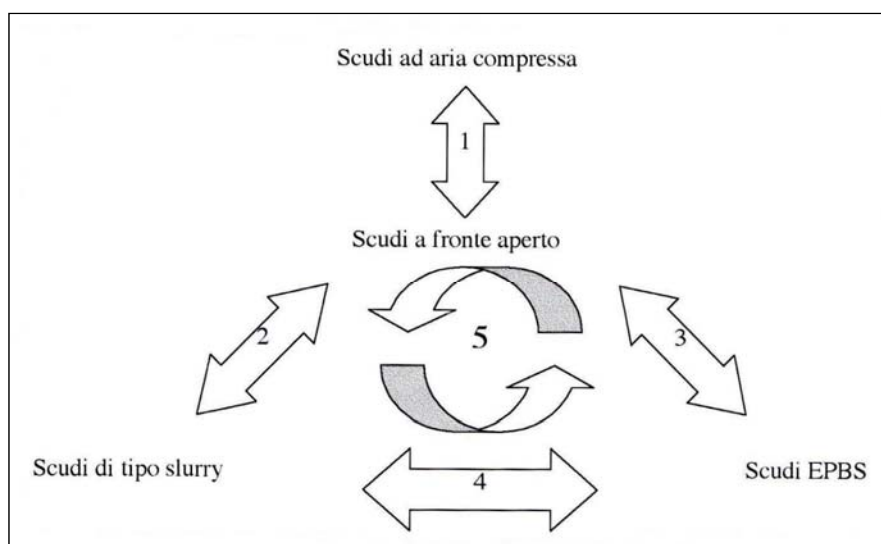 Scudi ad aria compressa
1
Scudi a fronte aperto
2
5
3
Scudi di tipo slurry
4
Scudi EPBS